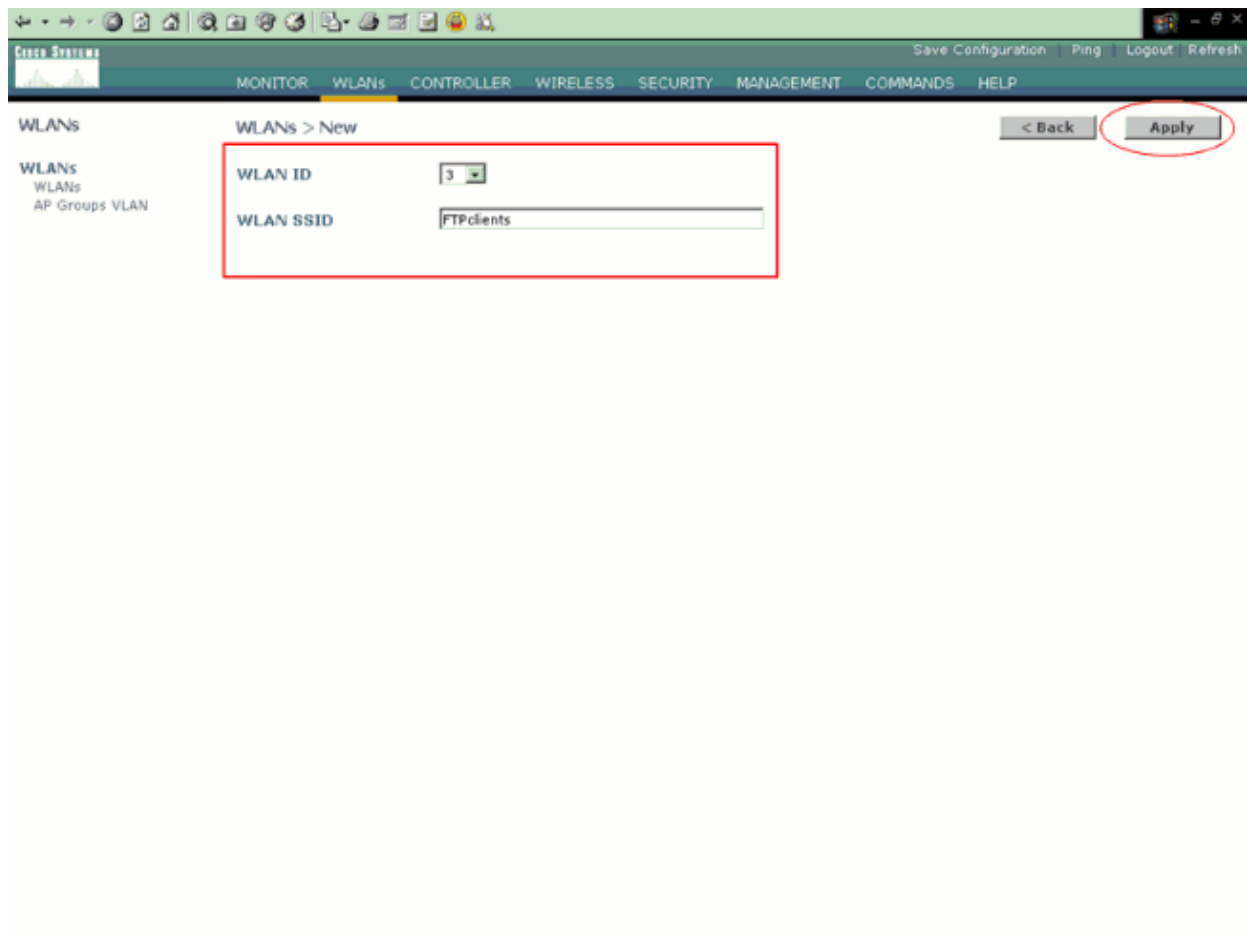 Save Configuration | Ping | Logout | Refresh
CISCO SYSTEMS
MONITOR WLANs CONTROLLER WIRELESS SECURITY MANAGEMENT COMMANDS HELP
WLANs
WLANs > New
< Back
Apply
WLANs
WLANs
AP Groups VLAN
WLAN ID
3
WLAN SSID
FTPclients